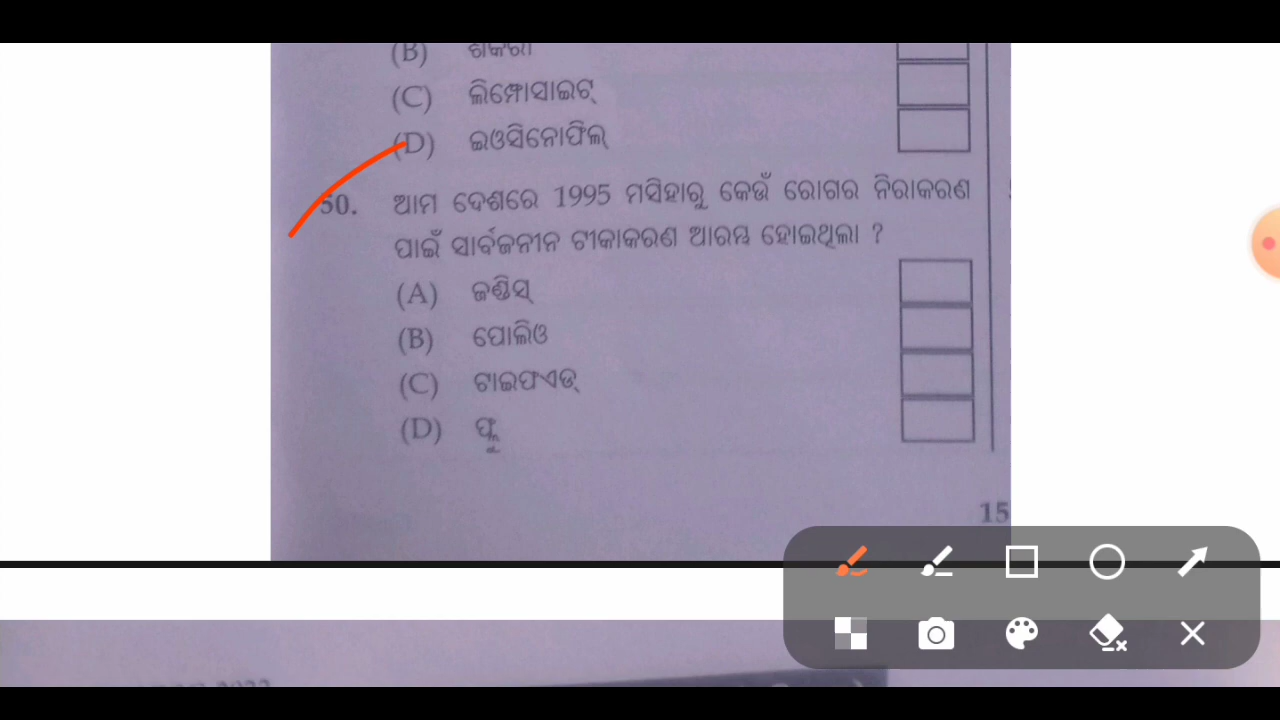 (B)
(C) ଲିମ୍ଫୋସାଇଟ୍
(D) ଇଓସିନୋଫିଲ୍
50. ଆମ ଦେଶରେ 1995 ମସିହାରୁ କେଉଁ ରୋଗର ନିରାକରଣ
ପାଇଁ ସାର୍ବଜନୀନ ଟୀକାକରଣ ଆରମ୍ଭ ହୋଇଥିଲା ?
(A) ଜଣ୍ଡିସ୍
(B) ପୋଲିଓ
(C) ଟାଇଫଏଡ୍
(D) ଫ୍ଲୁ
15